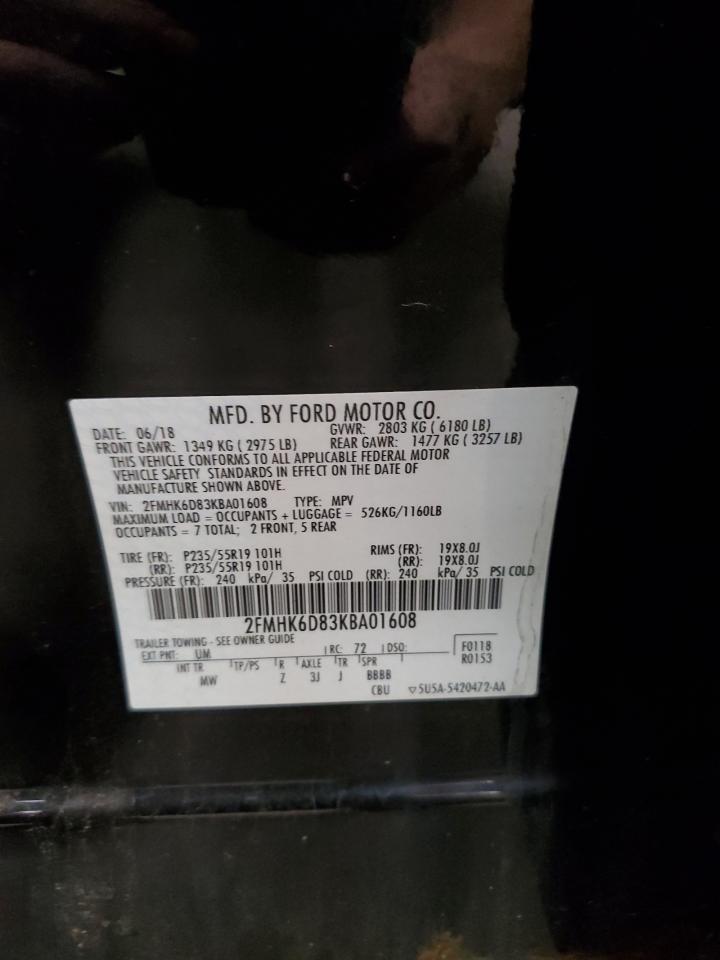 MFD. BY FORD MOTOR CO.
DATE: 06/18 GVWR: 2803 KG ( 6180 LB)
FRONT GAWR: 1349 KG ( 2975 LB) REAR GAWR: 1477 KG ( 3257 LB)
THIS VEHICLE CONFORMS TO ALL APPLICABLE FEDERAL MOTOR
VEHICLE SAFETY STANDARDS IN EFFECT ON THE DATE OF
MANUFACTURE SHOWN ABOVE.
VIN: 2FMHK6D83KBA01608 TYPE: MPV
MAXIMUM LOAD = OCCUPANTS + LUGGAGE = 526KG/1160LB
OCCUPANTS = 7 TOTAL; 2 FRONT, 5 REAR
TIRE (FR): P235/55R19 101H RIMS (FR): 19X8.0J
(RR): P235/55R19 101H (RR): 19X8.0J
PRESSURE (FR): 240 kPa/ 35 PSI COLD (RR): 240 kPa/ 35 PSI COLD
2FMHK6D83KBA01608
TRAILER TOWING - SEE OWNER GUIDE
EXT PNT: UM RC: 72 DSO: F0118
R0153
INT TR TP/PS R AXLE TR SPR
MW Z 3J J BBBB
CBU ▽5U5A-5420472-AA